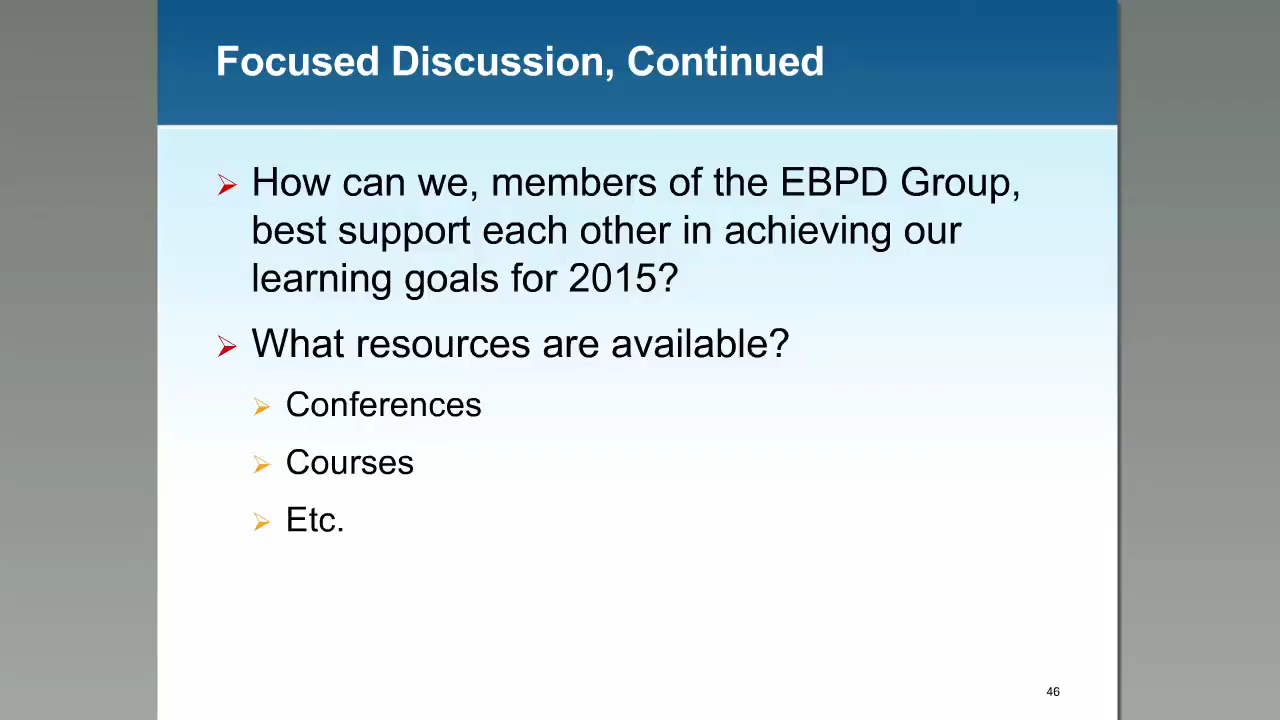 Focused Discussion, Continued
How can we, members of the EBPD Group,
best support each other in achieving our
learning goals for 2015?
What resources are available?
Conferences
Courses
Etc.
46